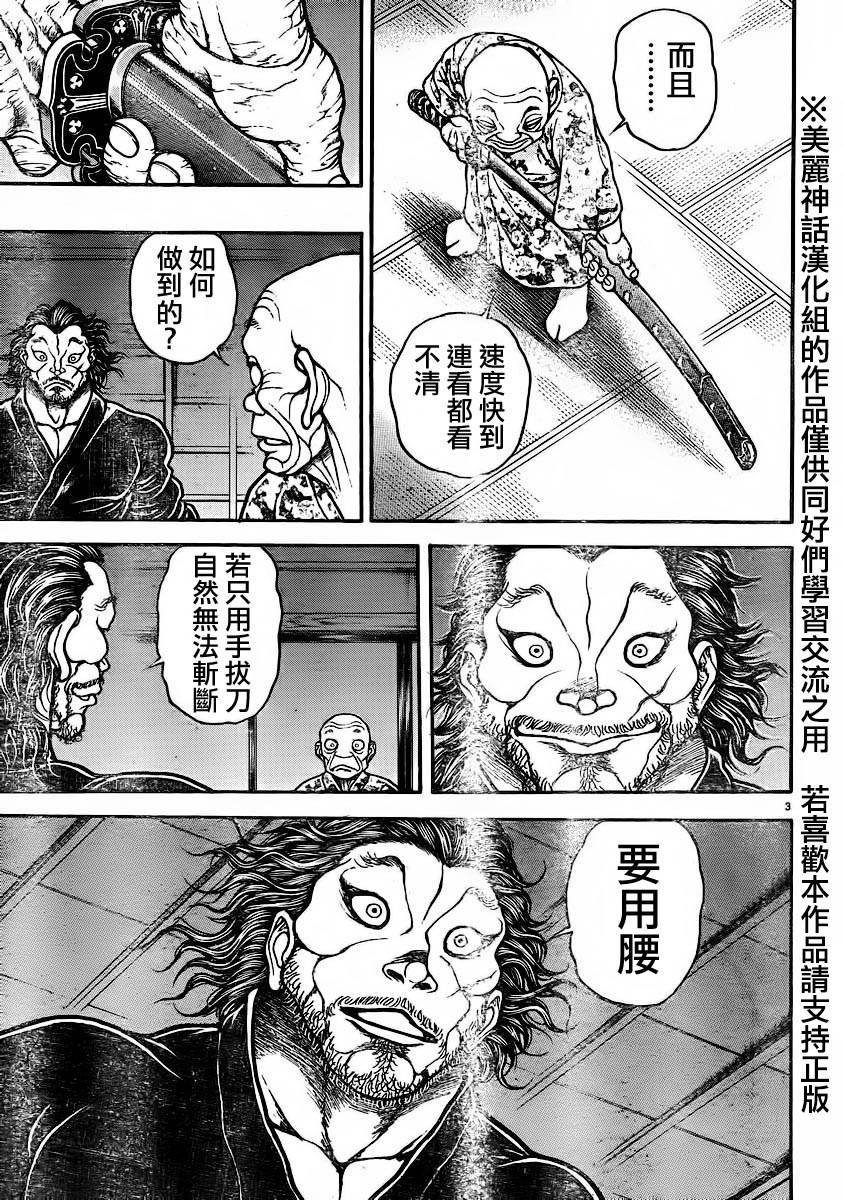 而且
………
速度快到
連看都看
不清
如何
做到的？
若只用手拔刀
自然無法斬斷
要用腰
3
※美麗神話漢化組的作品僅供同好們學習交流之用　若喜歡本作品請支持正版